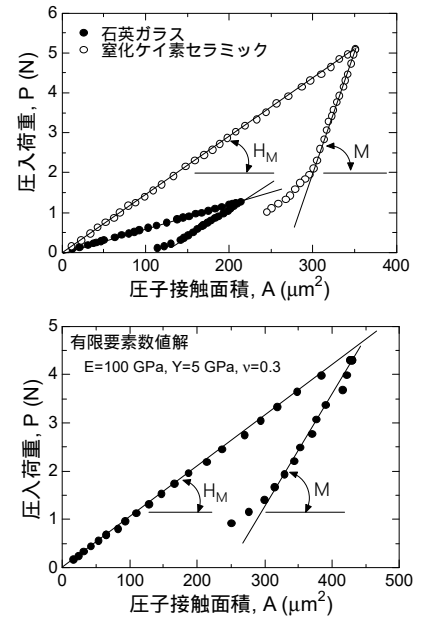 6
● 石英ガラス
○ 窒化ケイ素セラミック
5
4
3
2
1
0
圧入荷重, P (N)
H_M
M
0 100 200 300 400
圧子接触面積, A (μm²)
5
有限要素数値解
E=100 GPa, Y=5 GPa, ν=0.3
4
3
2
1
0
圧入荷重, P (N)
H_M
M
0 100 200 300 400 500
圧子接触面積, A (μm²)